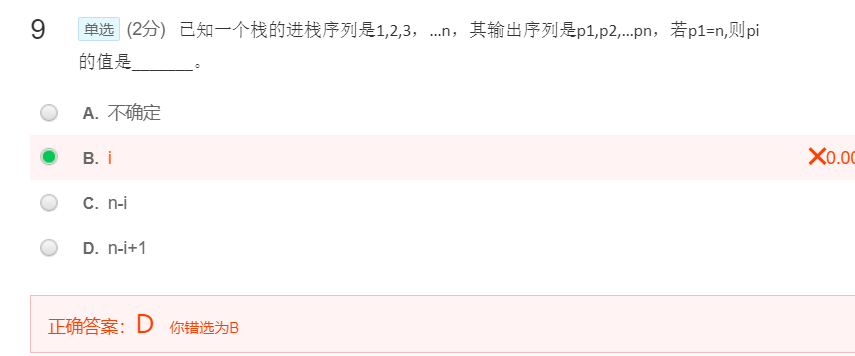 9 单选 (2分) 已知一个栈的进栈序列是1,2,3，…n，其输出序列是p1,p2,…pn，若p1=n,则pi
的值是_______。
A. 不确定
B. i ✕0.00
C. n-i
D. n-i+1
正确答案：D 你错选为B